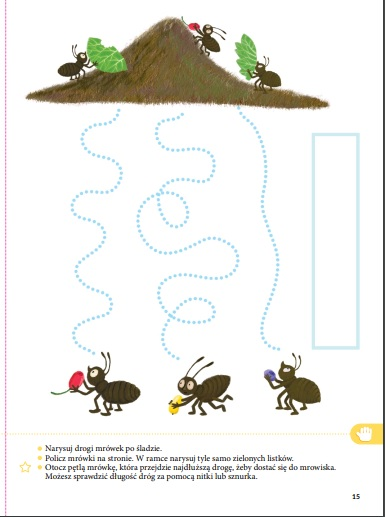 Narysuj drogi mrówek po śladzie.
Policz mrówki na stronie. W ramce narysuj tyle samo zielonych listków.
Otocz pętlą mrówkę, która przejdzie najdłuższą drogę, żeby dostać się do mrowiska.
Możesz sprawdzić długość dróg za pomocą nitki lub sznurka.
15